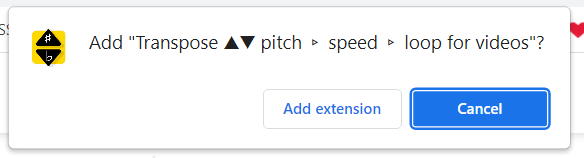 Add "Transpose ▲▼ pitch ▹ speed ▹ loop for videos"?
Add extension
Cancel